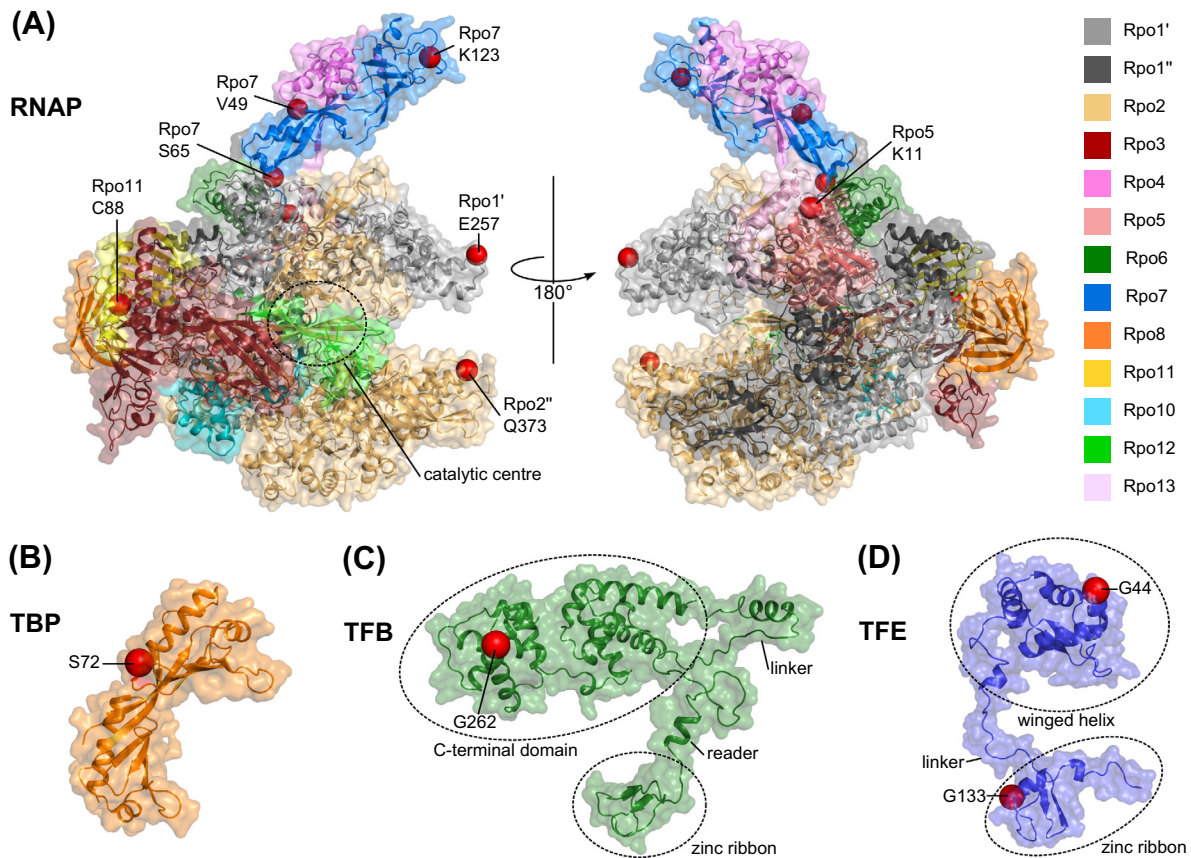 (A)
RNAP
Rpo7
K123
Rpo7
V49
Rpo7
S65
Rpo11
C88
Rpo1'
E257
Rpo2"
Q373
catalytic centre
180°
Rpo5
K11
Rpo1'
Rpo1"
Rpo2
Rpo3
Rpo4
Rpo5
Rpo6
Rpo7
Rpo8
Rpo11
Rpo10
Rpo12
Rpo13
(B)
TBP
S72
(C)
TFB
G262
C-terminal domain
linker
reader
zinc ribbon
(D)
TFE
G44
winged helix
linker
G133
zinc ribbon